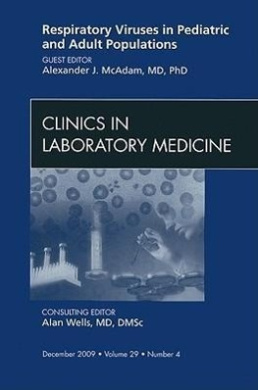 Respiratory Viruses in Pediatric
and Adult Populations
GUEST EDITOR
Alexander J. McAdam, MD, PhD
CLINICS IN
LABORATORY MEDICINE
CONSULTING EDITOR
Alan Wells, MD, DMSc
December 2009 • Volume 29 • Number 4